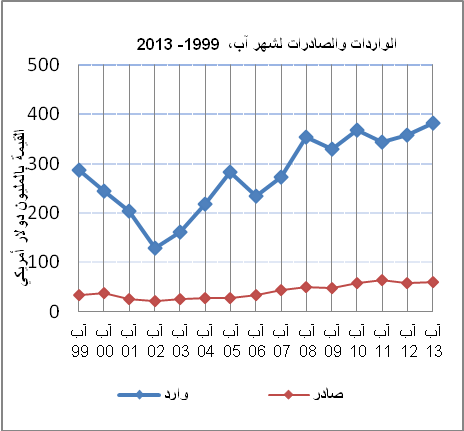 الواردات والصادرات لشهر آب، 1999- 2013
القيمة بالمليون دولار أمريكي
500
400
300
200
100
0
آب آب آب آب آب آب آب آب آب آب آب آب آب آب آب
99 00 01 02 03 04 05 06 07 08 09 10 11 12 13
وارد صادر